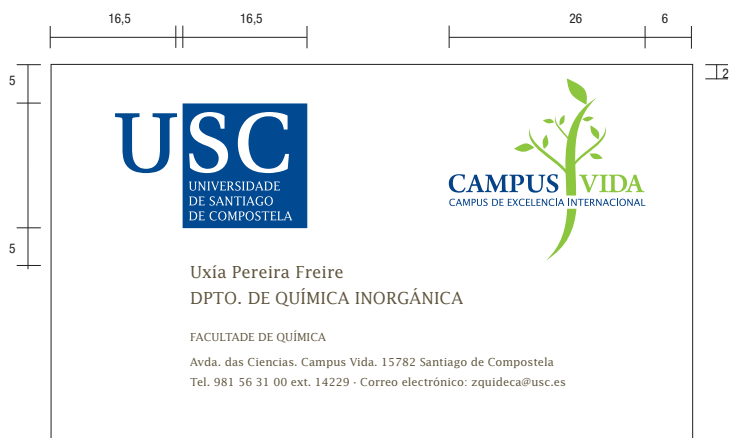 16,5 16,5 26 6
5
2
USC
UNIVERSIDADE
DE SANTIAGO
DE COMPOSTELA
CAMPUS VIDA
CAMPUS DE EXCELENCIA INTERNACIONAL
5
Uxía Pereira Freire
DPTO. DE QUÍMICA INORGÁNICA
FACULTADE DE QUÍMICA
Avda. das Ciencias. Campus Vida. 15782 Santiago de Compostela
Tel. 981 56 31 00 ext. 14229 · Correo electrónico: zquideca@usc.es